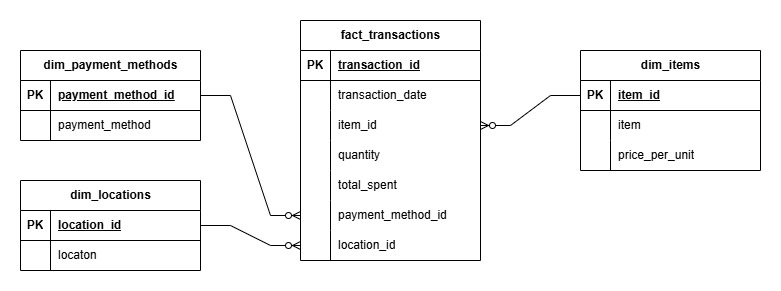 dim_payment_methods
PK payment_method_id
payment_method
dim_locations
PK location_id
locaton
fact_transactions
PK transaction_id
transaction_date
item_id
quantity
total_spent
payment_method_id
location_id
dim_items
PK item_id
item
price_per_unit